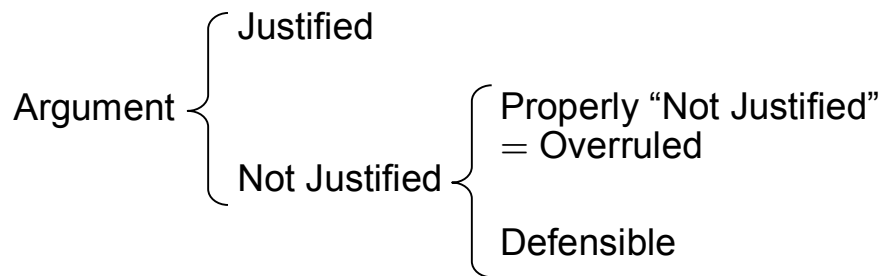 Justified
Argument
Properly “Not Justified”
= Overruled
Not Justified
Defensible